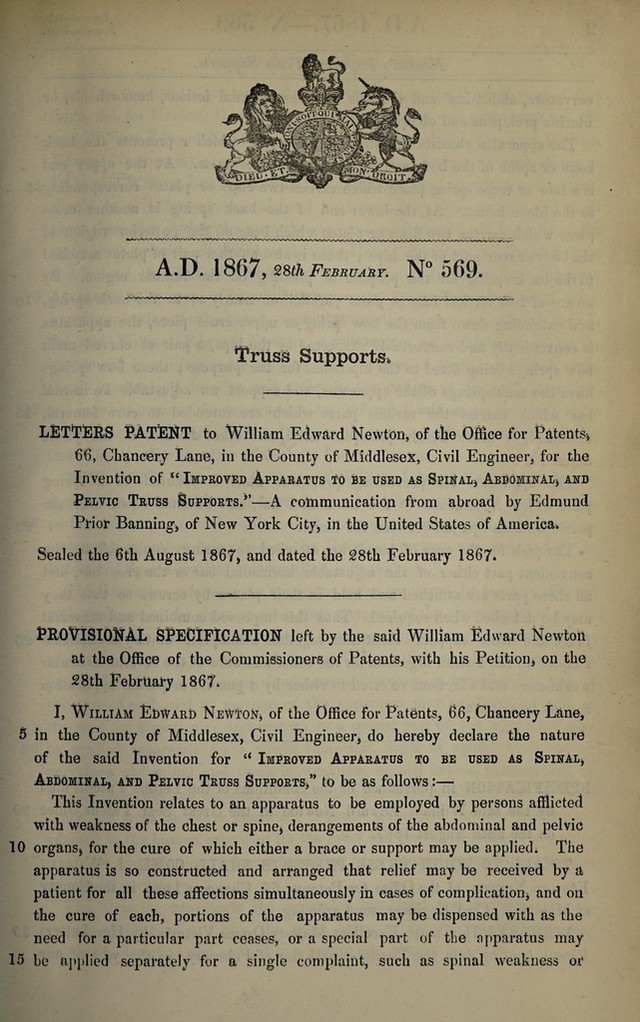 DIEU ET MON DROIT
A.D. 1867, 28th February. No 569.
Truss Supports.
LETTERS PATENT to William Edward Newton, of the Office for Patents,
66, Chancery Lane, in the County of Middlesex, Civil Engineer, for the
Invention of “Improved Apparatus to be used as Spinal, Abdominal, and
Pelvic Truss Supports.”—A communication from abroad by Edmund
Prior Banning, of New York City, in the United States of America.
Sealed the 6th August 1867, and dated the 28th February 1867.
PROVISIONAL SPECIFICATION left by the said William Edward Newton
at the Office of the Commissioners of Patents, with his Petition, on the
28th February 1867.
I, William Edward Newton, of the Office for Patents, 66, Chancery Lane,
5 in the County of Middlesex, Civil Engineer, do hereby declare the nature
of the said Invention for “Improved Apparatus to be used as Spinal,
Abdominal, and Pelvic Truss Supports,” to be as follows:—
This Invention relates to an apparatus to be employed by persons afflicted
with weakness of the chest or spine, derangements of the abdominal and pelvic
10 organs, for the cure of which either a brace or support may be applied. The
apparatus is so constructed and arranged that relief may be received by a
patient for all these affections simultaneously in cases of complication, and on
the cure of each, portions of the apparatus may be dispensed with as the
need for a particular part ceases, or a special part of the apparatus may
15 be applied separately for a single complaint, such as spinal weakness or